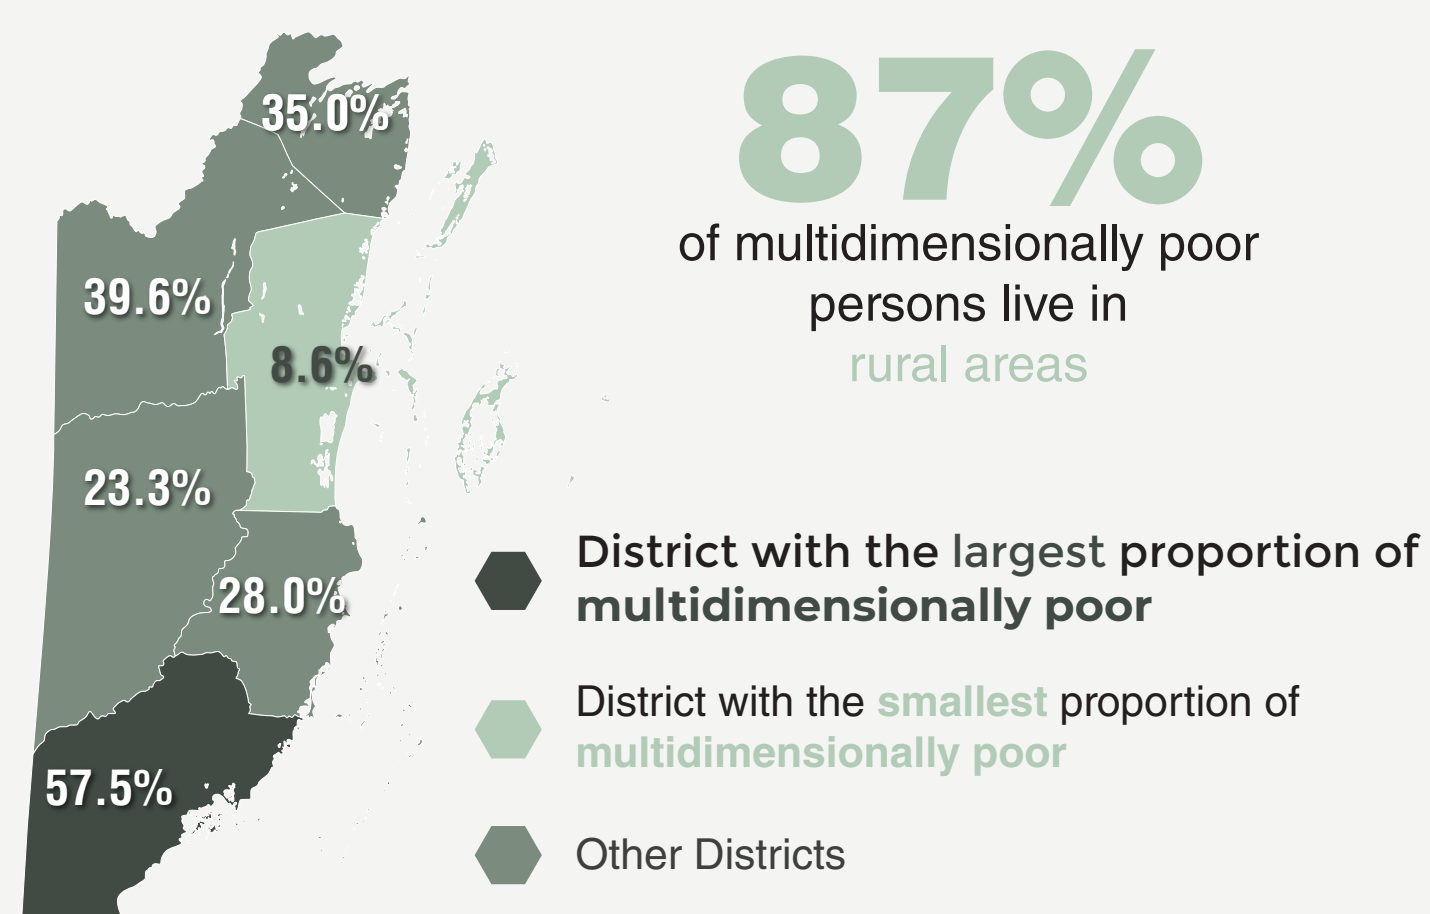 35.0%
39.6%
8.6%
23.3%
28.0%
57.5%
87%
of multidimensionally poor
persons live in
rural areas
District with the largest proportion of
multidimensionally poor
District with the smallest proportion of
multidimensionally poor
Other Districts